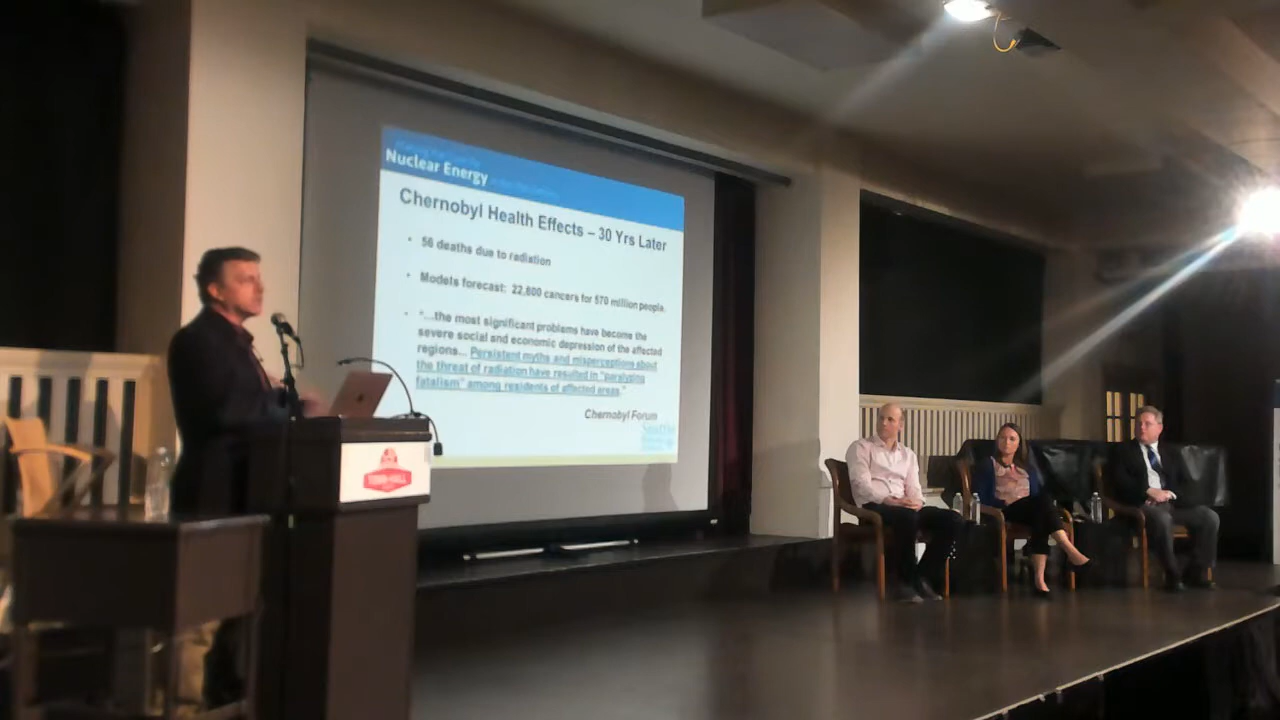 Nuclear Energy
Chernobyl Health Effects – 30 Yrs Later
• 56 deaths due to radiation
• Models forecast: 22,800 cancers for 570 million people.
• "...the most significant problems have become the
severe social and economic depression of the affected
regions... Persistent myths and misperceptions about
the threat of radiation have resulted in "paralyzing
fatalism" among residents of affected areas."
Chernobyl Forum
Seattle
TOWN HALL